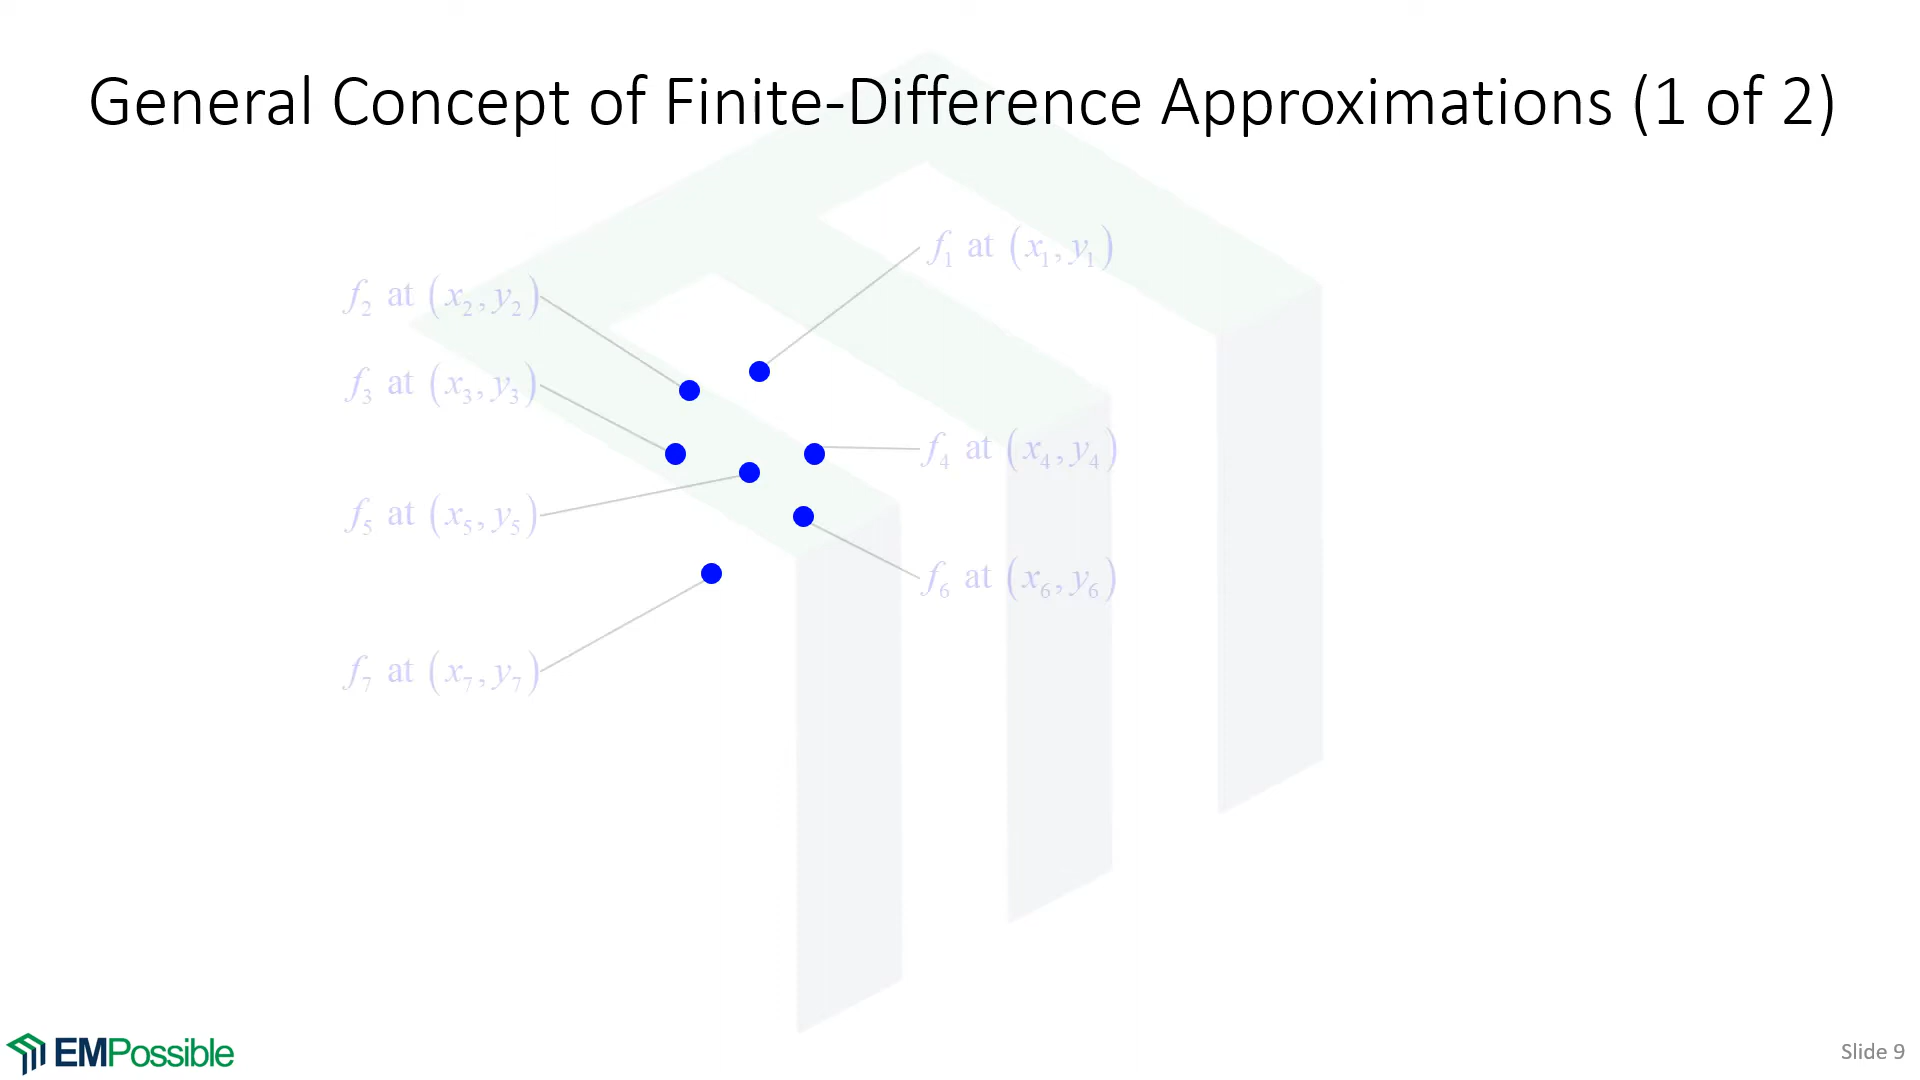 General Concept of Finite-Difference Approximations (1 of 2)
f₁ at (x₁, y₁)
f₂ at (x₂, y₂)
f₃ at (x₃, y₃)
f₄ at (x₄, y₄)
f₅ at (x₅, y₅)
f₆ at (x₆, y₆)
f₇ at (x₇, y₇)
EMPossible
Slide 9